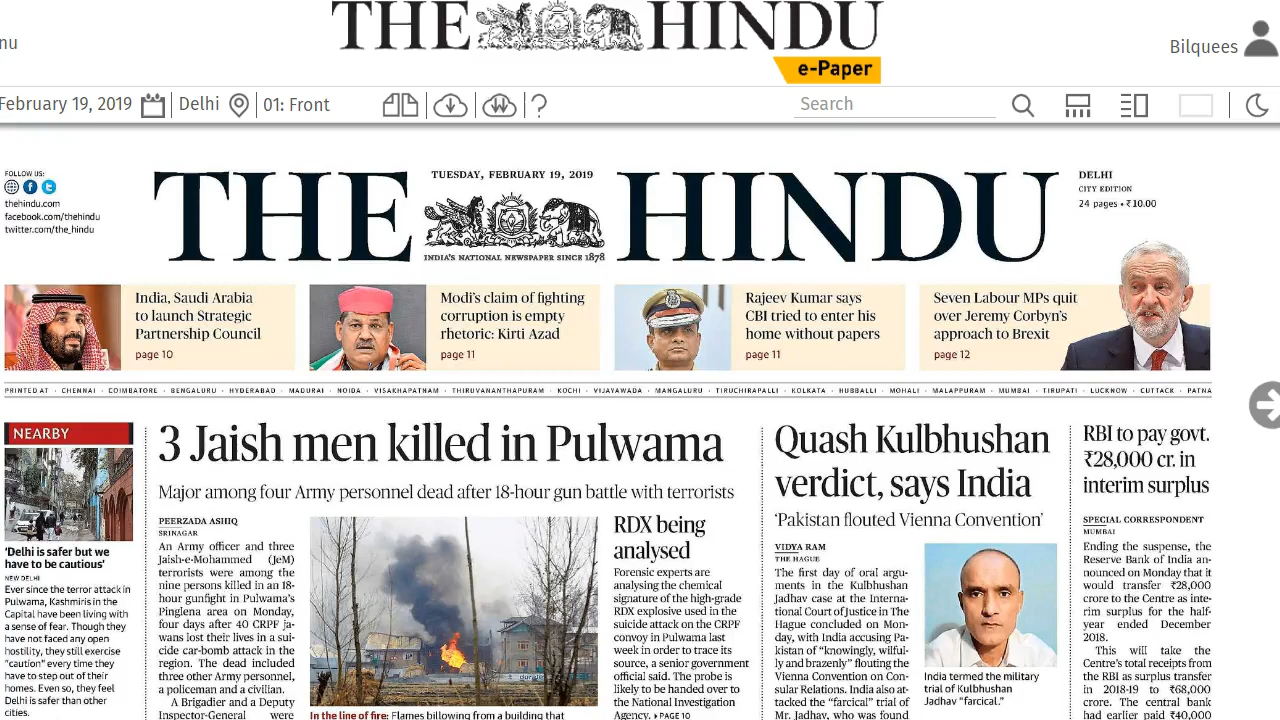 THE HINDU
e-Paper
nu
Bilquees
February 19, 2019
Delhi
01: Front
?
Search
FOLLOW US:
thehindu.com
facebook.com/thehindu
twitter.com/the_hindu
THE HINDU
TUESDAY, FEBRUARY 19, 2019
INDIA'S NATIONAL NEWSPAPER SINCE 1878
DELHI
CITY EDITION
24 pages • ₹10.00
India, Saudi Arabia
to launch Strategic
Partnership Council
page 10
Modi's claim of fighting
corruption is empty
rhetoric: Kirti Azad
page 11
Rajeev Kumar says
CBI tried to enter his
home without papers
page 11
Seven Labour MPs quit
over Jeremy Corbyn's
approach to Brexit
page 12
PRINTED AT · CHENNAI · COIMBATORE · BENGALURU · HYDERABAD · MADURAI · NOIDA · VISAKHAPATNAM · THIRUVANANTHAPURAM · KOCHI · VIJAYAWADA · MANGALURU · TIRUCHIRAPALLI · KOLKATA · HUBBALLI · MOHALI · MALAPPURAM · MUMBAI · TIRUPATI · LUCKNOW · CUTTACK · PATNA
NEARBY
'Delhi is safer but we
have to be cautious'
NEW DELHI
Ever since the terror attack in
Pulwama, Kashmiris in the
Capital have been living with
a sense of fear. Though they
have not faced any open
hostility, they still exercise
"caution" every time they
have to step out of their
homes. Even so, they feel
Delhi is safer than other
cities.
3 Jaish men killed in Pulwama
Major among four Army personnel dead after 18-hour gun battle with terrorists
PEERZADA ASHIQ
SRINAGAR
An Army officer and three
Jaish-e-Mohammed (JeM)
terrorists were among the
nine persons killed in an 18-
hour gunfight in Pulwama's
Pinglena area on Monday,
four days after 40 CRPF ja-
wans lost their lives in a sui-
cide car-bomb attack in the
region. The dead included
three other Army personnel,
a policeman and a civilian.
A Brigadier and a Deputy
Inspector-General were
In the line of fire: Flames billowing from a building that
RDX being
analysed
Forensic experts are
analysing the chemical
signature of the high-grade
RDX explosive used in the
suicide attack on the CRPF
convoy in Pulwama last
week in order to trace its
source, a senior government
official said. The probe is
likely to be handed over to
the National Investigation
Agency. ▸ PAGE 10
Quash Kulbhushan
verdict, says India
'Pakistan flouted Vienna Convention'
VIDYA RAM
THE HAGUE
The first day of oral argu-
ments in the Kulbhushan
Jadhav case at the Interna-
tional Court of Justice in The
Hague concluded on Mon-
day, with India accusing Pa-
kistan of "knowingly, wilful-
ly and brazenly" flouting the
Vienna Convention on Con-
sular Relations. India also at-
tacked the "farcical" trial of
Mr. Jadhav, who was found
India termed the military
trial of Kulbhushan
Jadhav "farcical."
RBI to pay govt.
₹28,000 cr. in
interim surplus
SPECIAL CORRESPONDENT
MUMBAI
Ending the suspense, the
Reserve Bank of India an-
nounced on Monday that it
would transfer ₹28,000
crore to the Centre as inte-
rim surplus for the half-
year ended December
2018.
This will take the
Centre's total receipts from
the RBI as surplus transfer
in 2018-19 to ₹68,000
crore. The central bank
had earlier paid ₹40,000